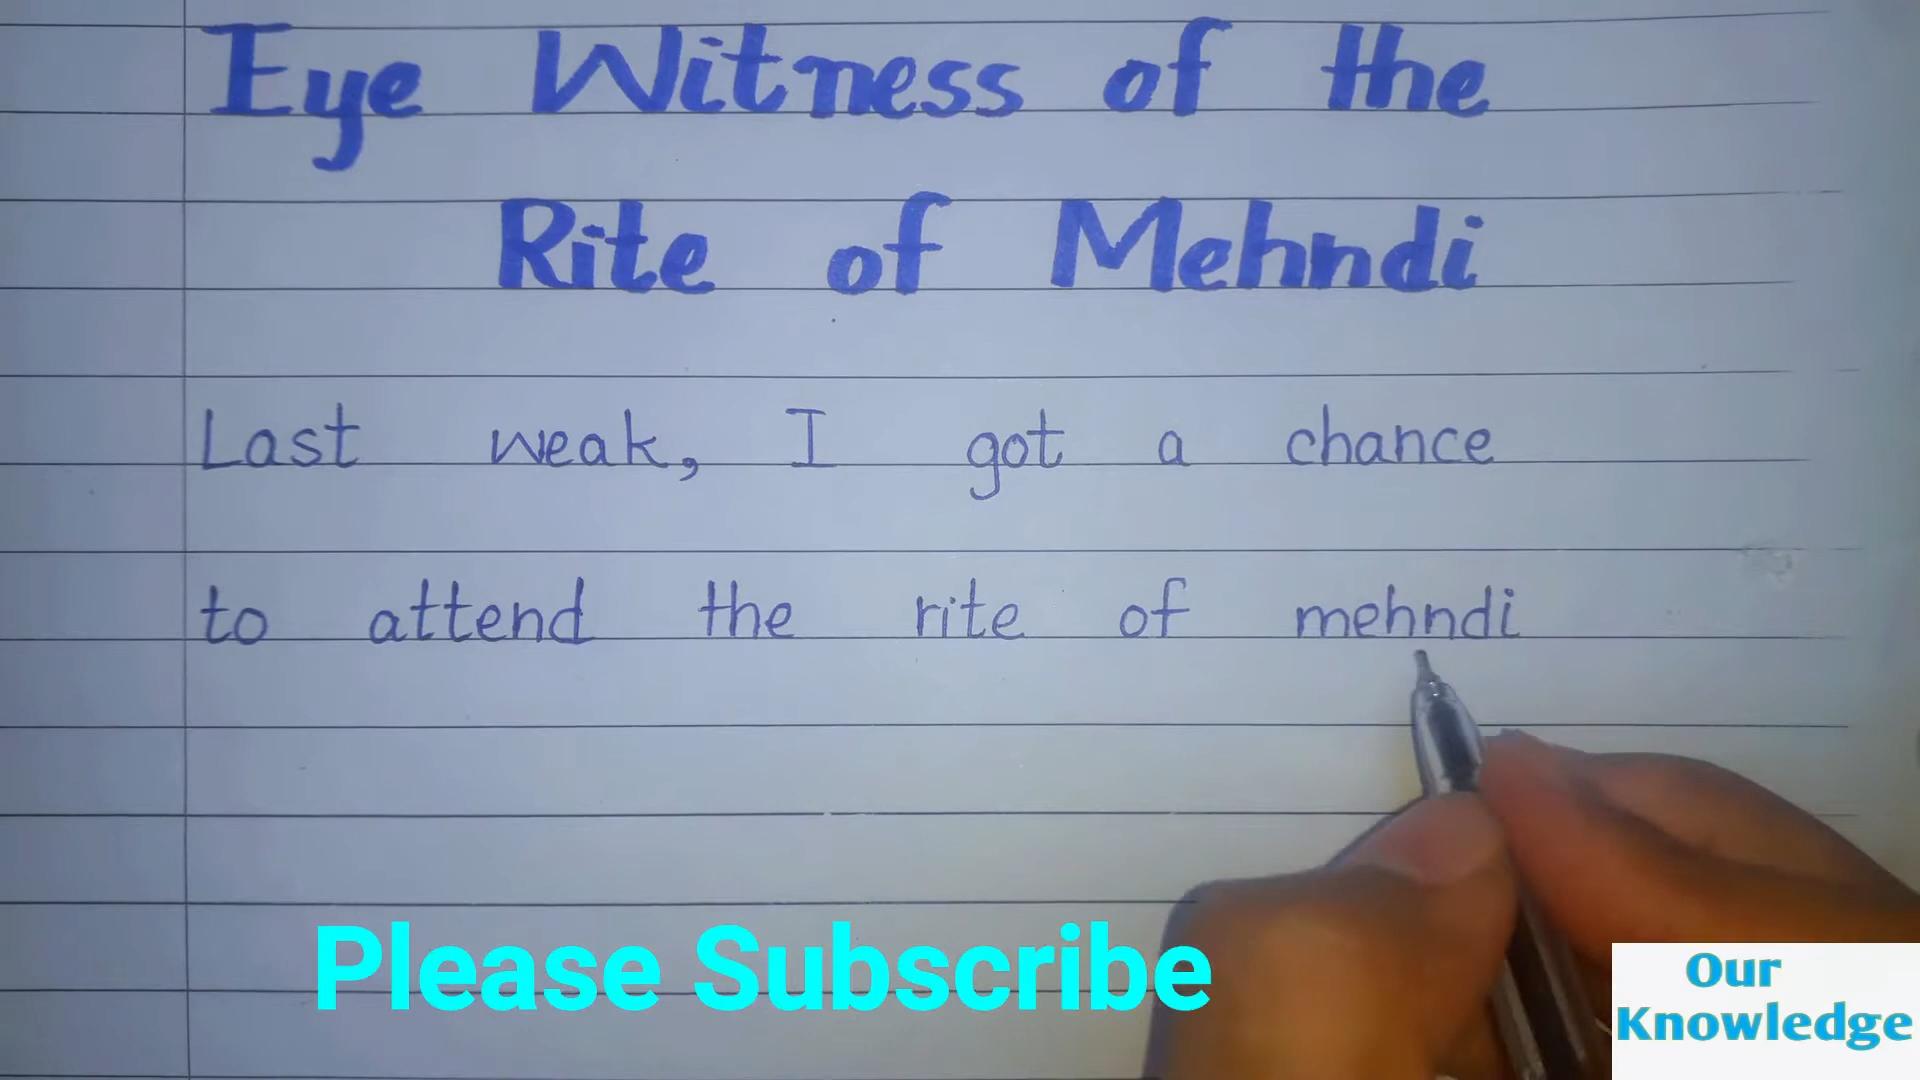 Eye Witness of the
Rite of Mehndi
Last weak, I got a chance
to attend the rite of mehndi
Please Subscribe
Our
Knowledge